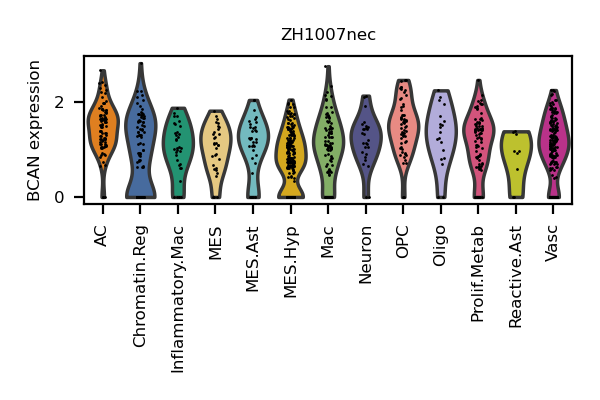 ZH1007nec
BCAN expression
2
0
AC
Chromatin.Reg
Inflammatory.Mac
MES
MES.Ast
MES.Hyp
Mac
Neuron
OPC
Oligo
Prolif.Metab
Reactive.Ast
Vasc